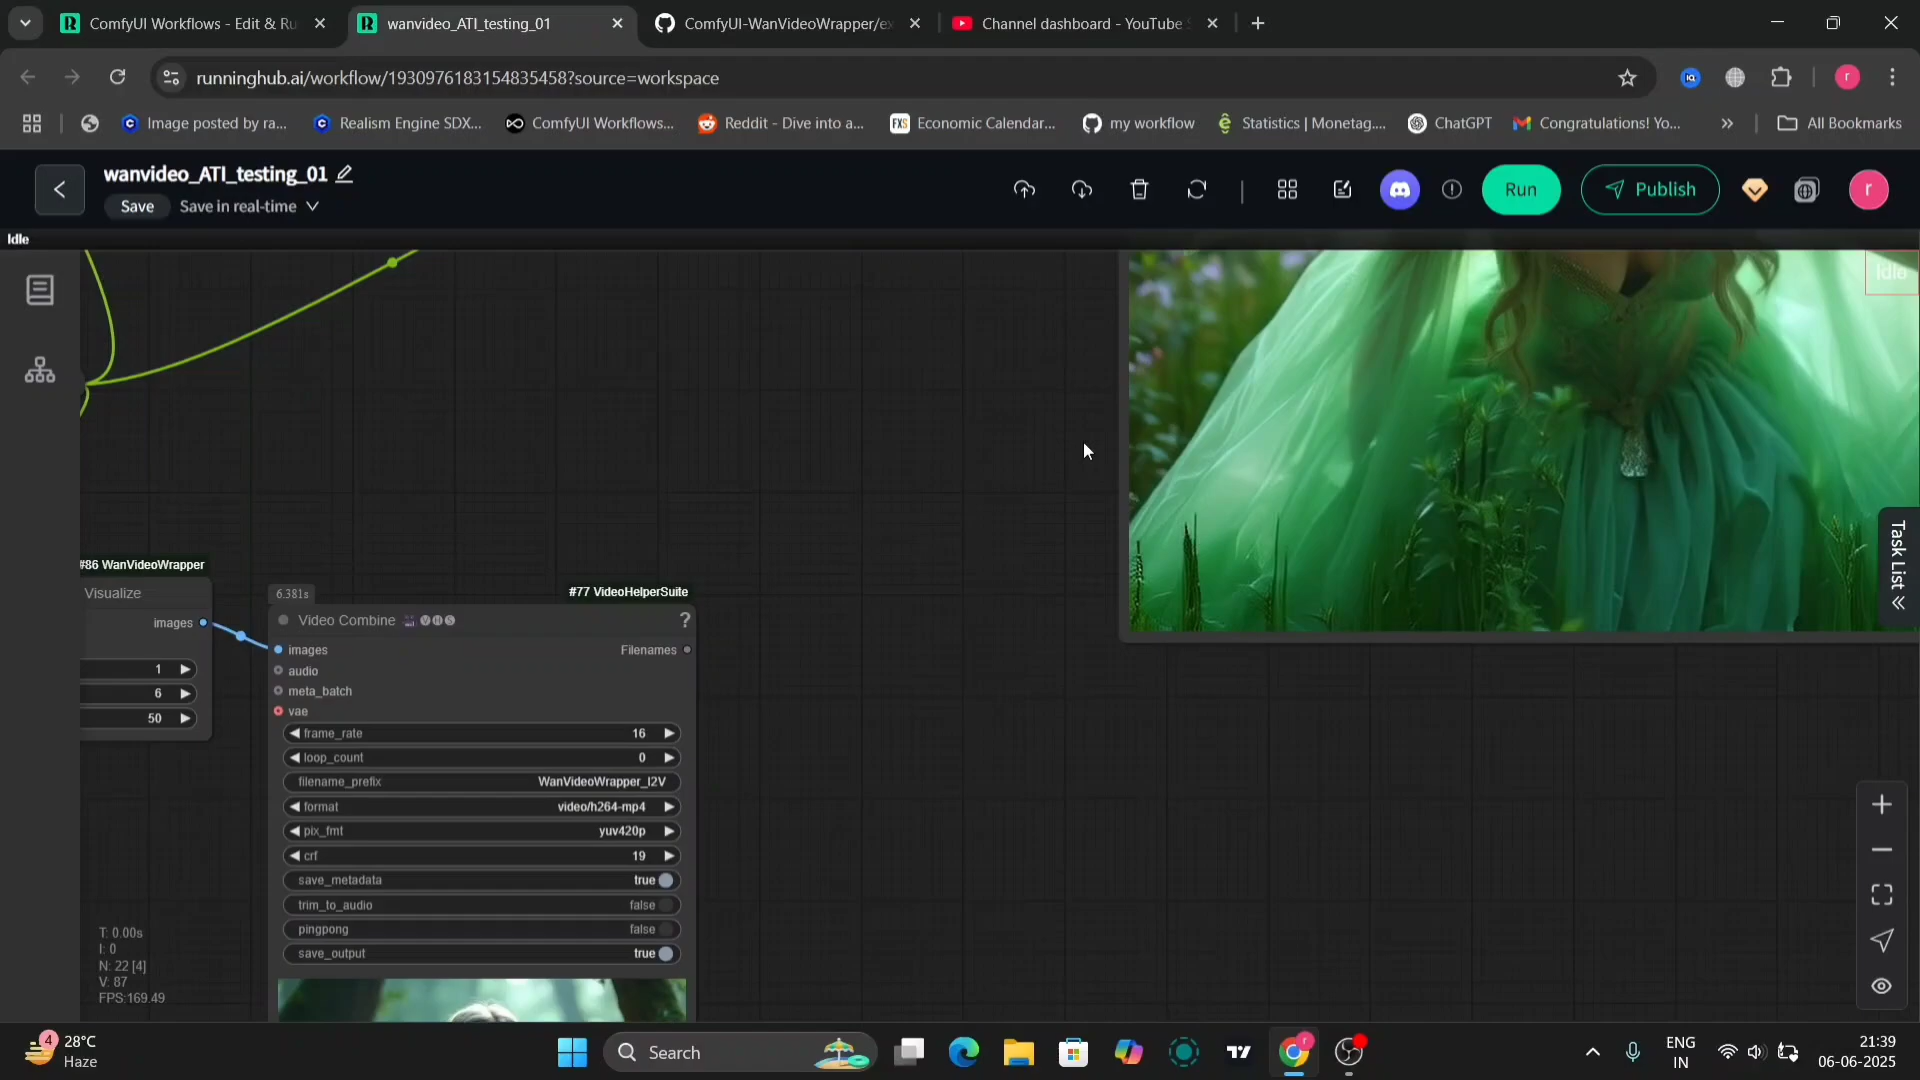 ComfyUI Workflows - Edit & Ru
wanvideo_ATI_testing_01
ComfyUI-WanVideoWrapper/ex
Channel dashboard - YouTube S
runninghub.ai/workflow/1930976183154835458?source=workspace
r
Image posted by ra...
Realism Engine SDX...
ComfyUI Workflows...
Reddit - Dive into a...
FXS
Economic Calendar...
my workflow
Statistics | Monetag....
ChatGPT
Congratulations! Yo...
»
All Bookmarks
wanvideo_ATI_testing_01
Save
Save in real-time
Run
Publish
r
Idle
Idle
#86 WanVideoWrapper
Visualize
images
1
6
50
6.381s
#77 VideoHelperSuite
Video Combine
?
images
Filenames
audio
meta_batch
vae
frame_rate 16
loop_count 0
filename_prefix WanVideoWrapper_I2V
format video/h264-mp4
pix_fmt yuv420p
crf 19
save_metadata true
trim_to_audio false
pingpong false
save_output true
T: 0.00s
I: 0
N: 22 [4]
V: 87
FPS:169.49
Task List
4
28°C
Haze
Search
ENG
IN
21:39
06-06-2025